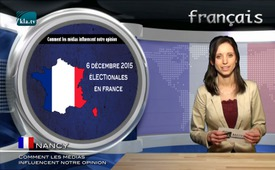 kla.tv
français
Comment les médias influencent notre opinion
6 DÉCEMBRE 2015
ÉLECTIONALES
EN FRANCE
NANCY
COMMENT LES MÉDIAS
INFLUENCENT NOTRE OPINION